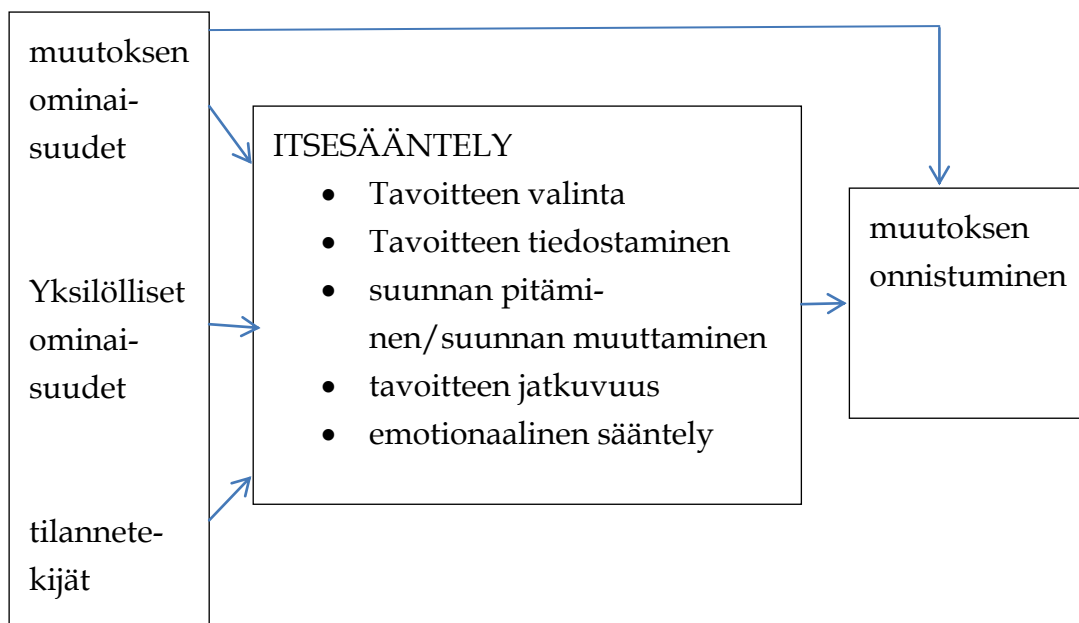 muutoksen
ominai-
suudet
Yksilölliset
ominai-
suudet
tilannete-
kijät
ITSESÄÄNTELY
• Tavoitteen valinta
• Tavoitteen tiedostaminen
• suunnan pitämi-
nen/suunnan muuttaminen
• tavoitteen jatkuvuus
• emotionaalinen sääntely
muutoksen
onnistuminen